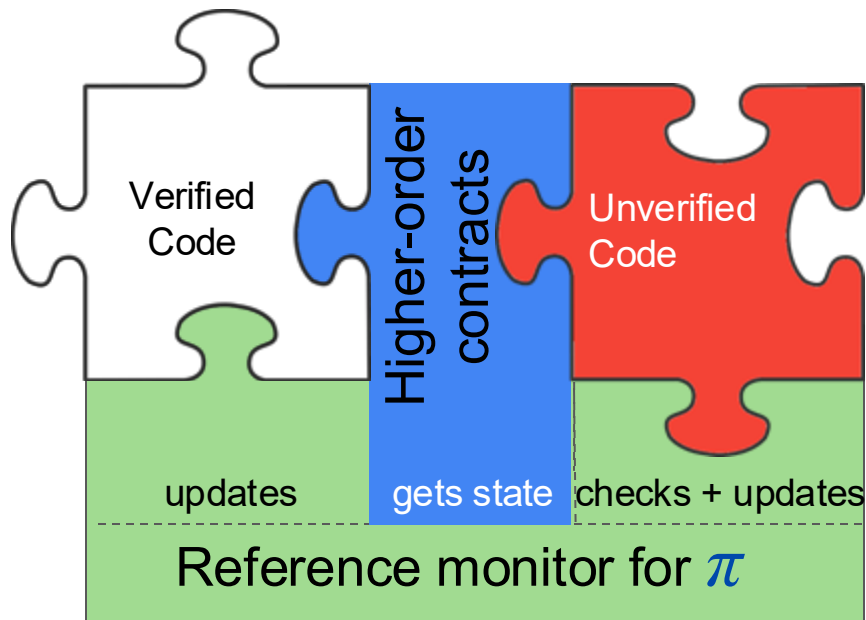 Verified
Code
Higher-order
contracts
Unverified
Code
updates
gets state
checks + updates
Reference monitor for π